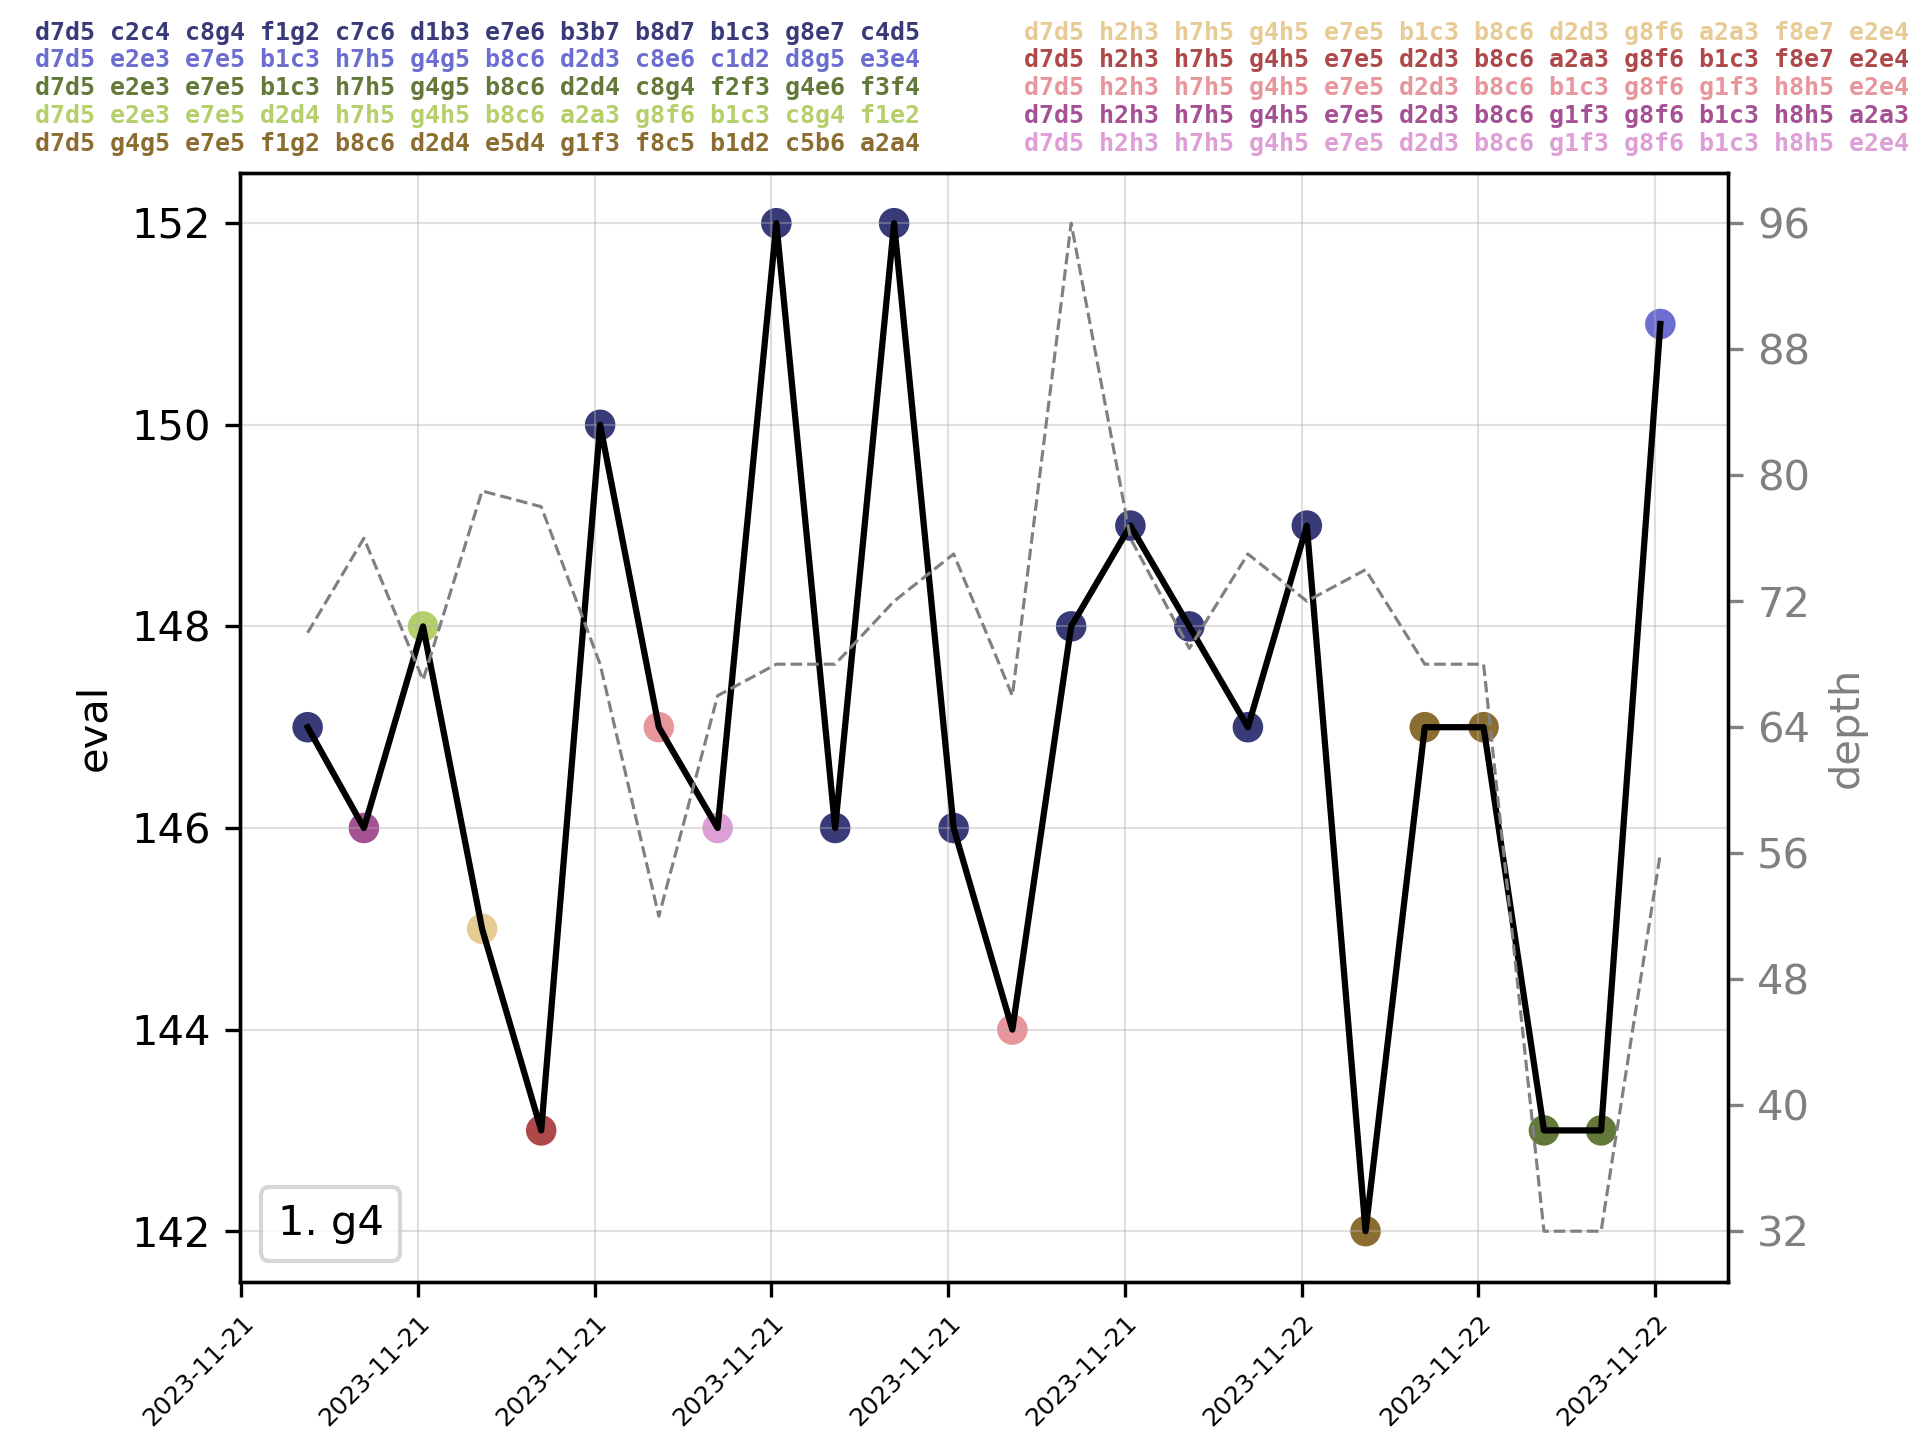 d7d5 c2c4 c8g4 f1g2 c7c6 d1b3 e7e6 b3b7 b8d7 b1c3 g8e7 c4d5
d7d5 e2e3 e7e5 b1c3 h7h5 g4g5 b8c6 d2d3 c8e6 c1d2 d8g5 e3e4
d7d5 e2e3 e7e5 b1c3 h7h5 g4g5 b8c6 d2d4 c8g4 f2f3 g4e6 f3f4
d7d5 e2e3 e7e5 d2d4 h7h5 g4h5 b8c6 a2a3 g8f6 b1c3 c8g4 f1e2
d7d5 g4g5 e7e5 f1g2 b8c6 d2d4 e5d4 g1f3 f8c5 b1d2 c5b6 a2a4
d7d5 h2h3 h7h5 g4h5 e7e5 b1c3 b8c6 d2d3 g8f6 a2a3 f8e7 e2e4
d7d5 h2h3 h7h5 g4h5 e7e5 d2d3 b8c6 a2a3 g8f6 b1c3 f8e7 e2e4
d7d5 h2h3 h7h5 g4h5 e7e5 d2d3 b8c6 b1c3 g8f6 g1f3 h8h5 e2e4
d7d5 h2h3 h7h5 g4h5 e7e5 d2d3 b8c6 g1f3 g8f6 b1c3 h8h5 a2a3
d7d5 h2h3 h7h5 g4h5 e7e5 d2d3 b8c6 g1f3 g8f6 b1c3 h8h5 e2e4
152
150
148
146
144
142
eval
96
88
80
72
64
56
48
40
32
depth
1. g4
2023-11-21
2023-11-21
2023-11-21
2023-11-21
2023-11-21
2023-11-21
2023-11-22
2023-11-22
2023-11-22